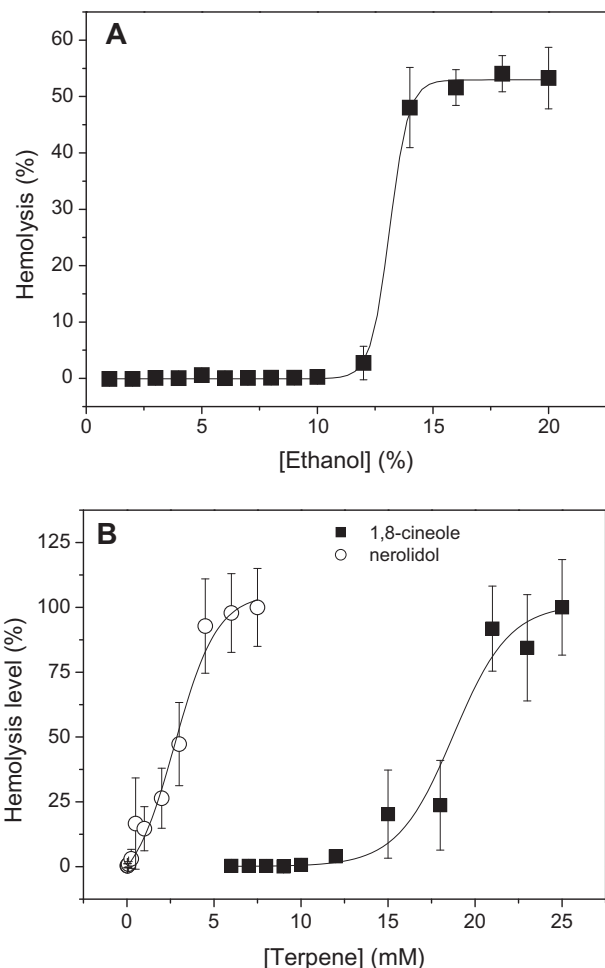 A
60
50
40
30
20
10
0
Hemolysis (%)
0 5 10 15 20
[Ethanol] (%)
B
1,8-cineole
nerolidol
125
100
75
50
25
0
Hemolysis level (%)
0 5 10 15 20 25
[Terpene] (mM)